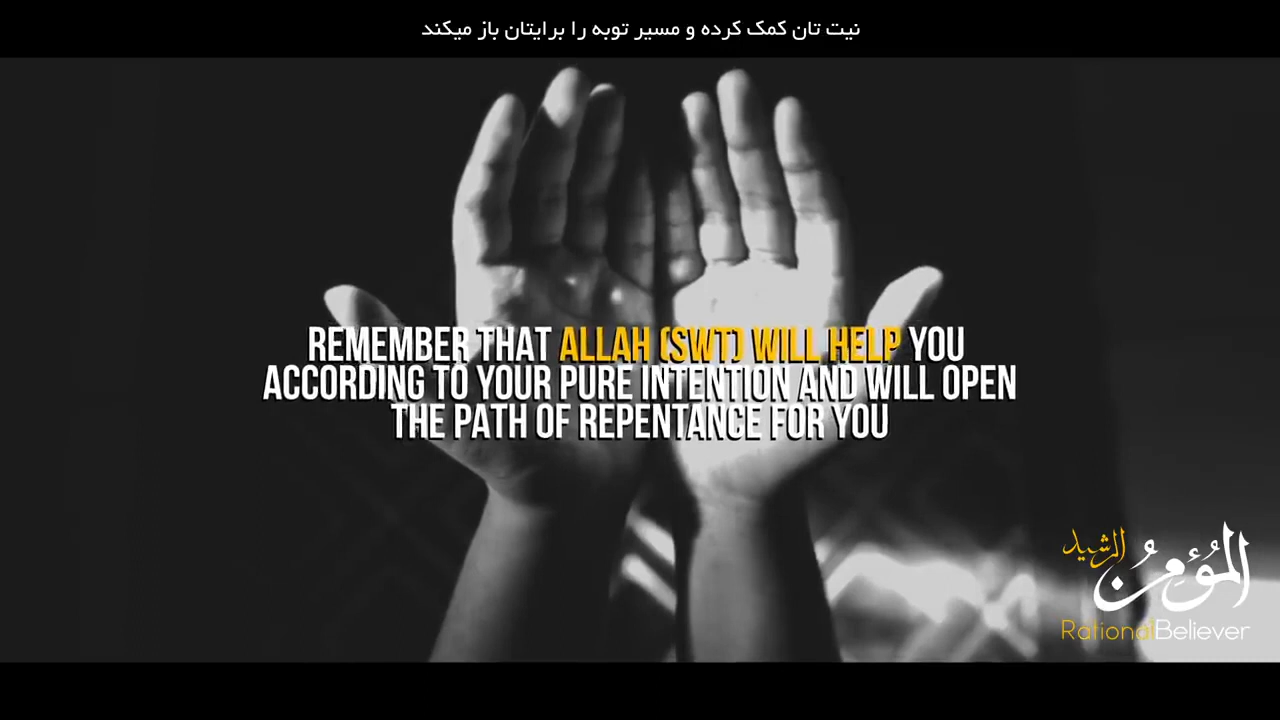 نیت تان کمک کرده و مسیر توبه را برایتان باز میکند
REMEMBER THAT ALLAH (SWT) WILL HELP YOU
ACCORDING TO YOUR PURE INTENTION AND WILL OPEN
THE PATH OF REPENTANCE FOR YOU
المؤمن الرشيد
RationalBeliever